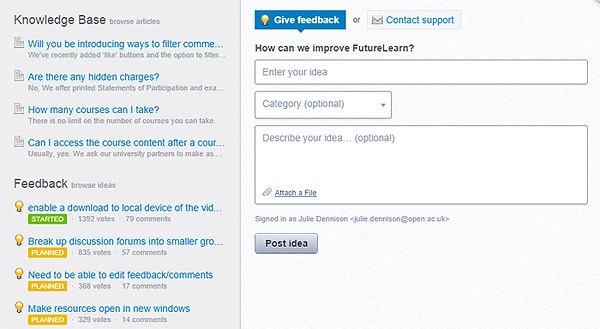 Knowledge Base browse articles
Will you be introducing ways to filter comme...
We've recently added 'like' buttons and the option to filter...
Are there any hidden charges?
No. We offer printed Statements of Participation and exa...
How many courses can I take?
There is no limit on the number of courses you can take.
Can I access the course content after a cour...
Usually, yes. We ask our university partners to make as ...
Feedback browse ideas
enable a download to local device of the vid...
STARTED · 1392 votes · 79 comments
Break up discussion forums into smaller gro...
PLANNED · 835 votes · 57 comments
Need to be able to edit feedback/comments
PLANNED · 368 votes · 17 comments
Make resources open in new windows
PLANNED · 329 votes · 14 comments
Give feedback or Contact support
How can we improve FutureLearn?
Enter your idea
Category (optional)
Describe your idea... (optional)
Attach a File
Signed in as Julie Dennison <julie.dennison@open.ac.uk>
Post idea